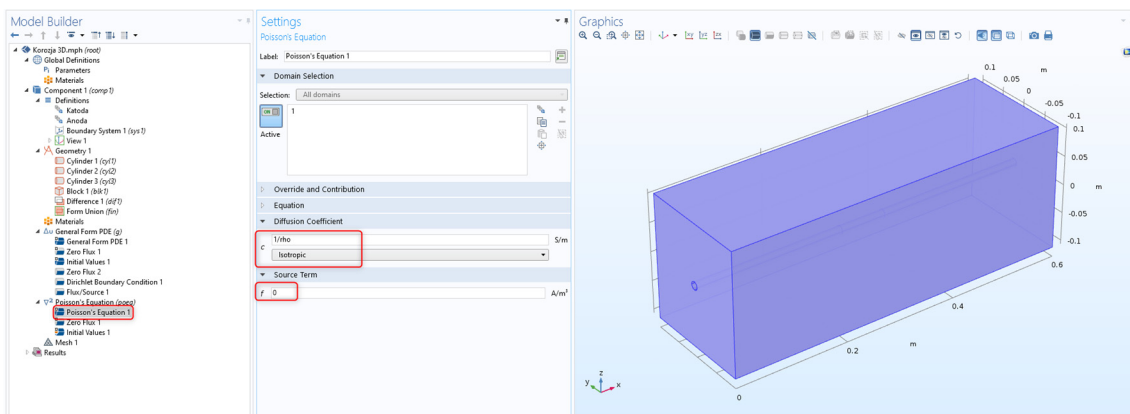 Model Builder
Korozja 3D.mph (root)
Global Definitions
Parameters
Materials
Component 1 (comp1)
Definitions
Katoda
Anoda
Boundary System 1 (sys1)
View 1
Geometry 1
Cylinder 1 (cyl1)
Cylinder 2 (cyl2)
Cylinder 3 (cyl3)
Block 1 (blk1)
Difference 1 (dif1)
Form Union (fin)
Materials
Δu General Form PDE (g)
General Form PDE 1
Zero Flux 1
Initial Values 1
Zero Flux 2
Dirichlet Boundary Condition 1
Flux/Source 1
∇² Poisson's Equation (poeq)
Poisson's Equation 1
Zero Flux 1
Initial Values 1
Mesh 1
Results
Settings
Poisson's Equation
Label: Poisson's Equation 1
Domain Selection
Selection: All domains
1
Active
Override and Contribution
Equation
Diffusion Coefficient
c 1/rho S/m
Isotropic
Source Term
f 0 A/m³
Graphics
0.1
m
0.05
0
-0.05
-0.1
0.1
0.05
0 m
-0.05
-0.1
0.6
0.4
m
0.2
0
z
y x